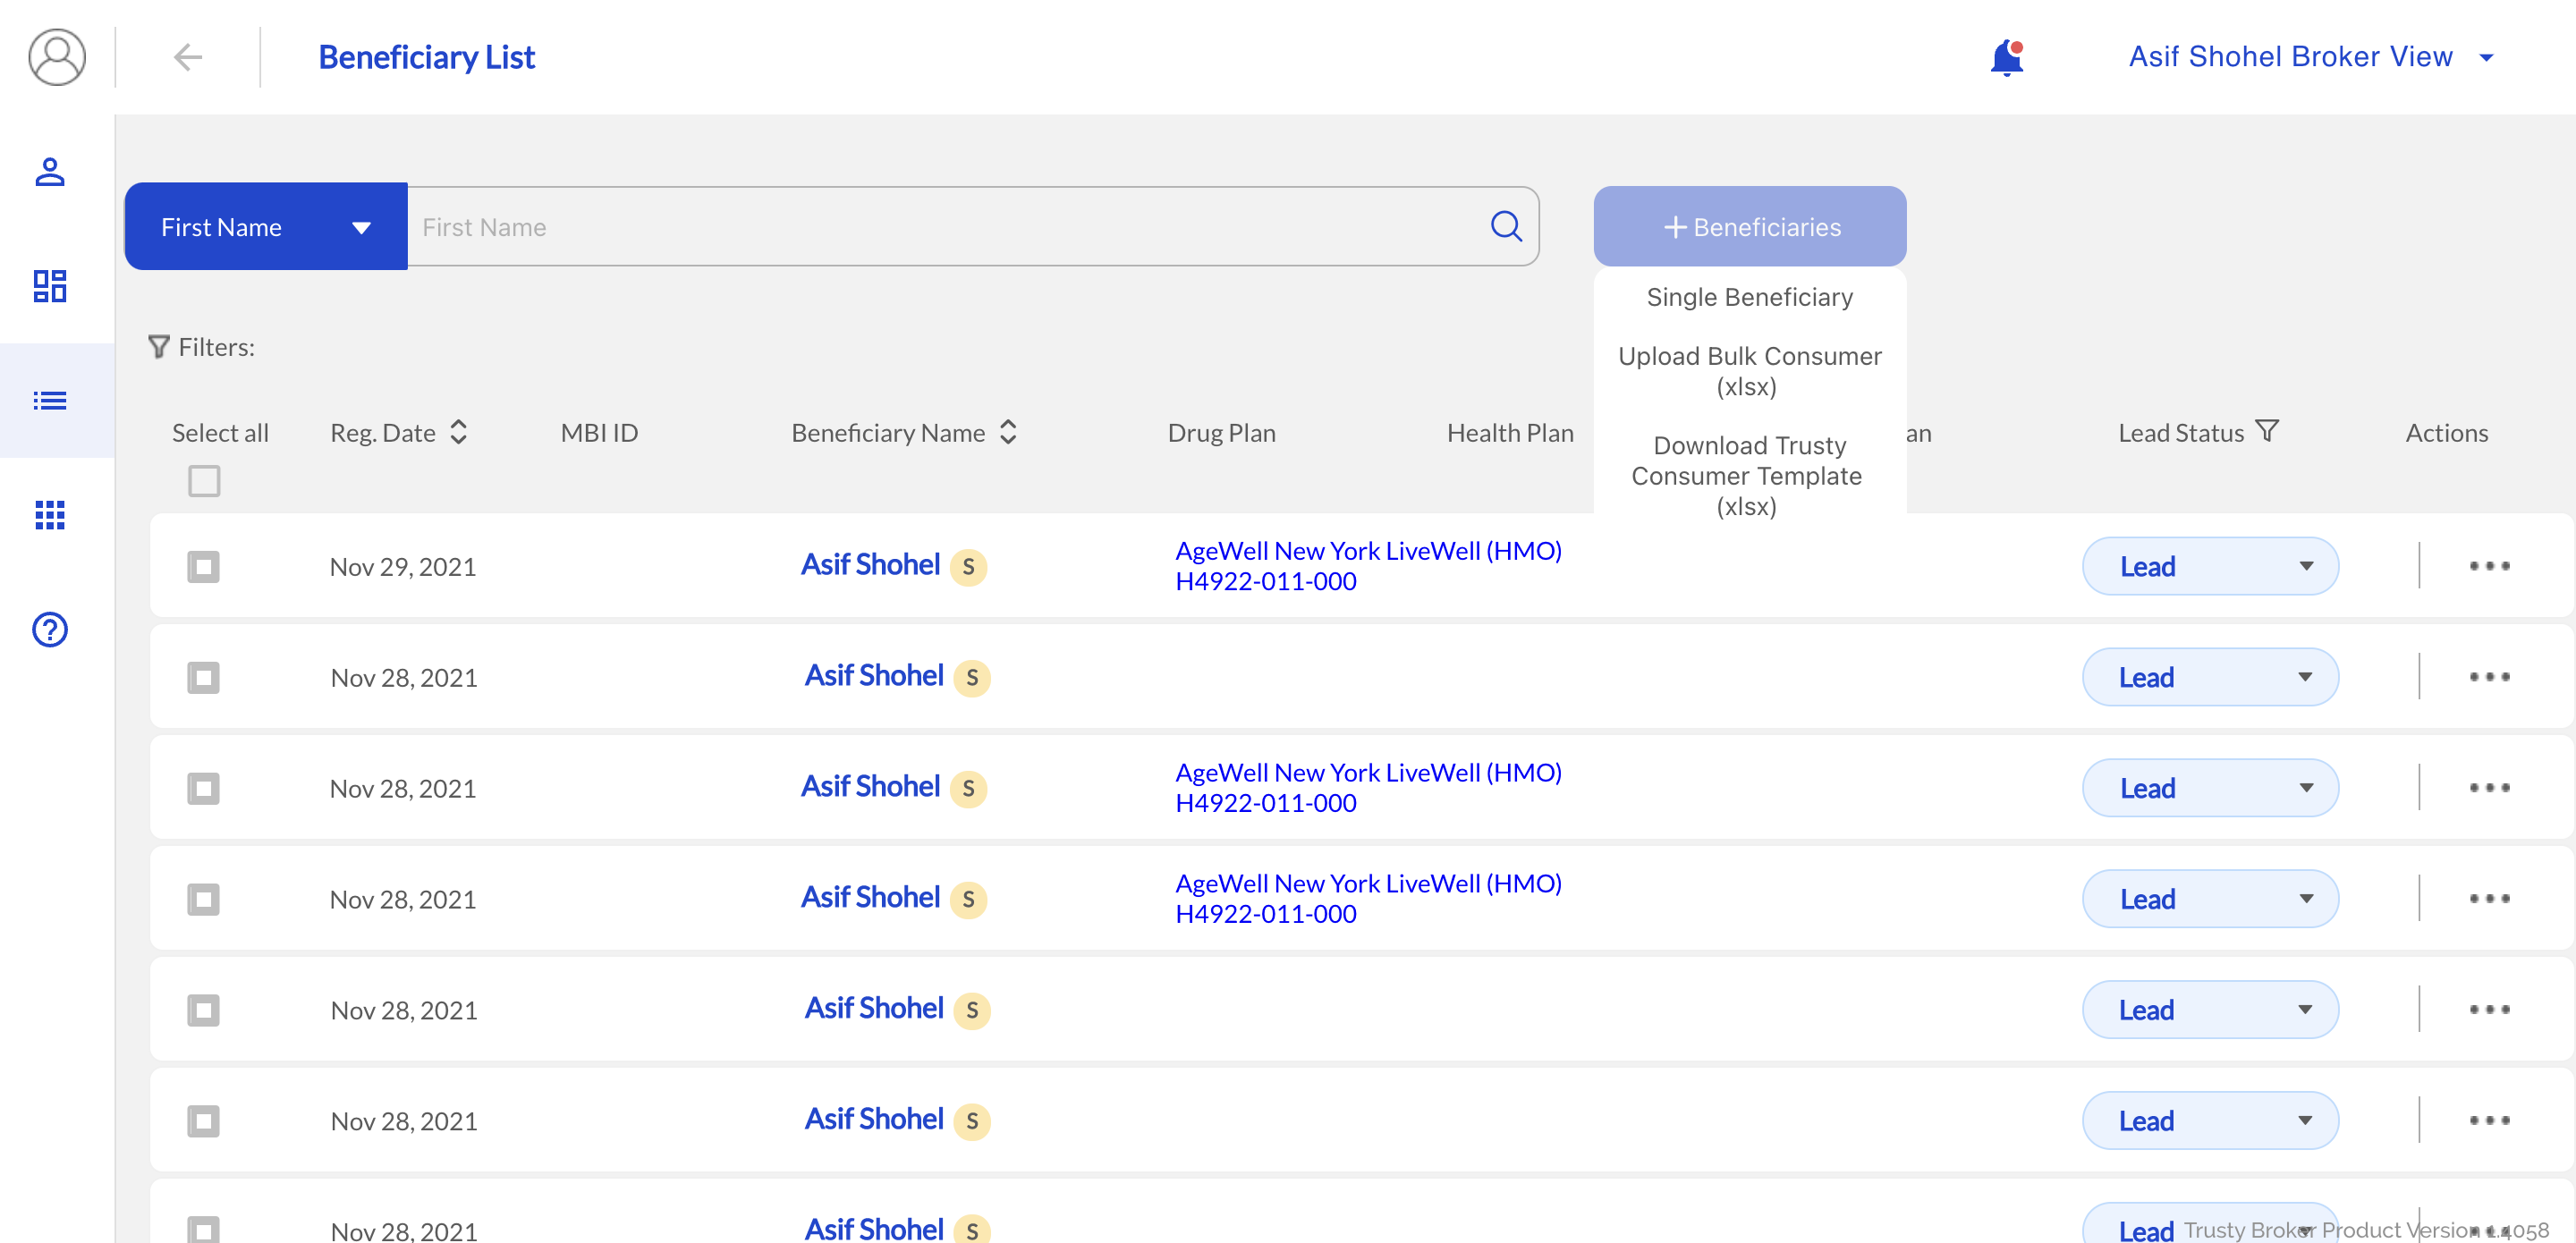 Beneficiary List
Asif Shohel Broker View
First Name
First Name
+ Beneficiaries
Single Beneficiary
Upload Bulk Consumer
(xlsx)
Download Trusty
Consumer Template
(xlsx)
Filters:
Select all Reg. Date MBI ID Beneficiary Name Drug Plan Health Plan an Lead Status Actions
Nov 29, 2021 Asif Shohel S AgeWell New York LiveWell (HMO) Lead
H4922-011-000
Nov 28, 2021 Asif Shohel S Lead
Nov 28, 2021 Asif Shohel S AgeWell New York LiveWell (HMO) Lead
H4922-011-000
Nov 28, 2021 Asif Shohel S AgeWell New York LiveWell (HMO) Lead
H4922-011-000
Nov 28, 2021 Asif Shohel S Lead
Nov 28, 2021 Asif Shohel S Lead
Nov 28, 2021 Asif Shohel S Lead
Trusty Broker Product Version 1.4058